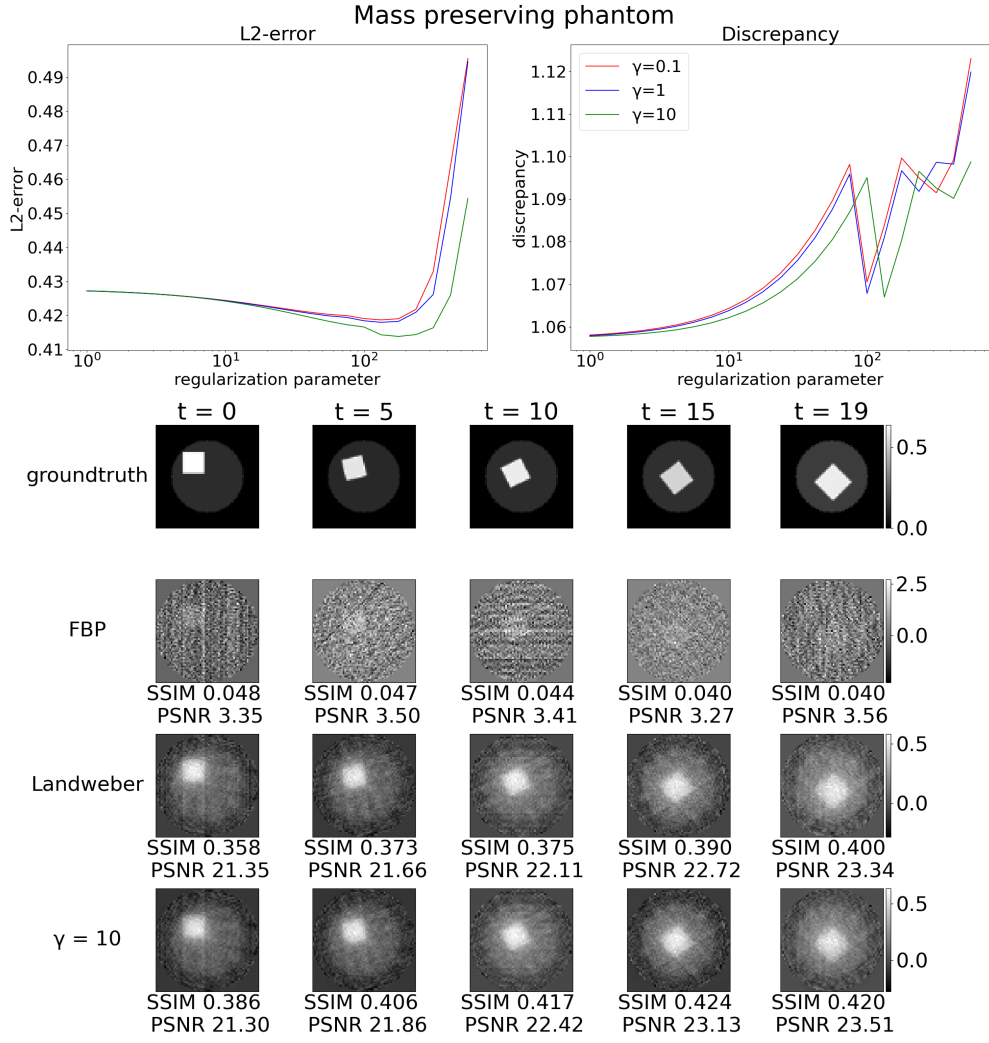 Mass preserving phantom
L2-error
Discrepancy
0.49
0.48
0.47
0.46
0.45
0.44
0.43
0.42
0.41
L2-error
10⁰
10¹
10²
regularization parameter
γ=0.1
γ=1
γ=10
1.12
1.11
1.10
1.09
1.08
1.07
1.06
discrepancy
10⁰
10¹
10²
regularization parameter
t = 0 t = 5 t = 10 t = 15 t = 19
groundtruth
0.5
0.0
FBP
2.5
0.0
SSIM 0.048 SSIM 0.047 SSIM 0.044 SSIM 0.040 SSIM 0.040
PSNR 3.35 PSNR 3.50 PSNR 3.41 PSNR 3.27 PSNR 3.56
Landweber
0.5
0.0
SSIM 0.358 SSIM 0.373 SSIM 0.375 SSIM 0.390 SSIM 0.400
PSNR 21.35 PSNR 21.66 PSNR 22.11 PSNR 22.72 PSNR 23.34
γ = 10
0.5
0.0
SSIM 0.386 SSIM 0.406 SSIM 0.417 SSIM 0.424 SSIM 0.420
PSNR 21.30 PSNR 21.86 PSNR 22.42 PSNR 23.13 PSNR 23.51